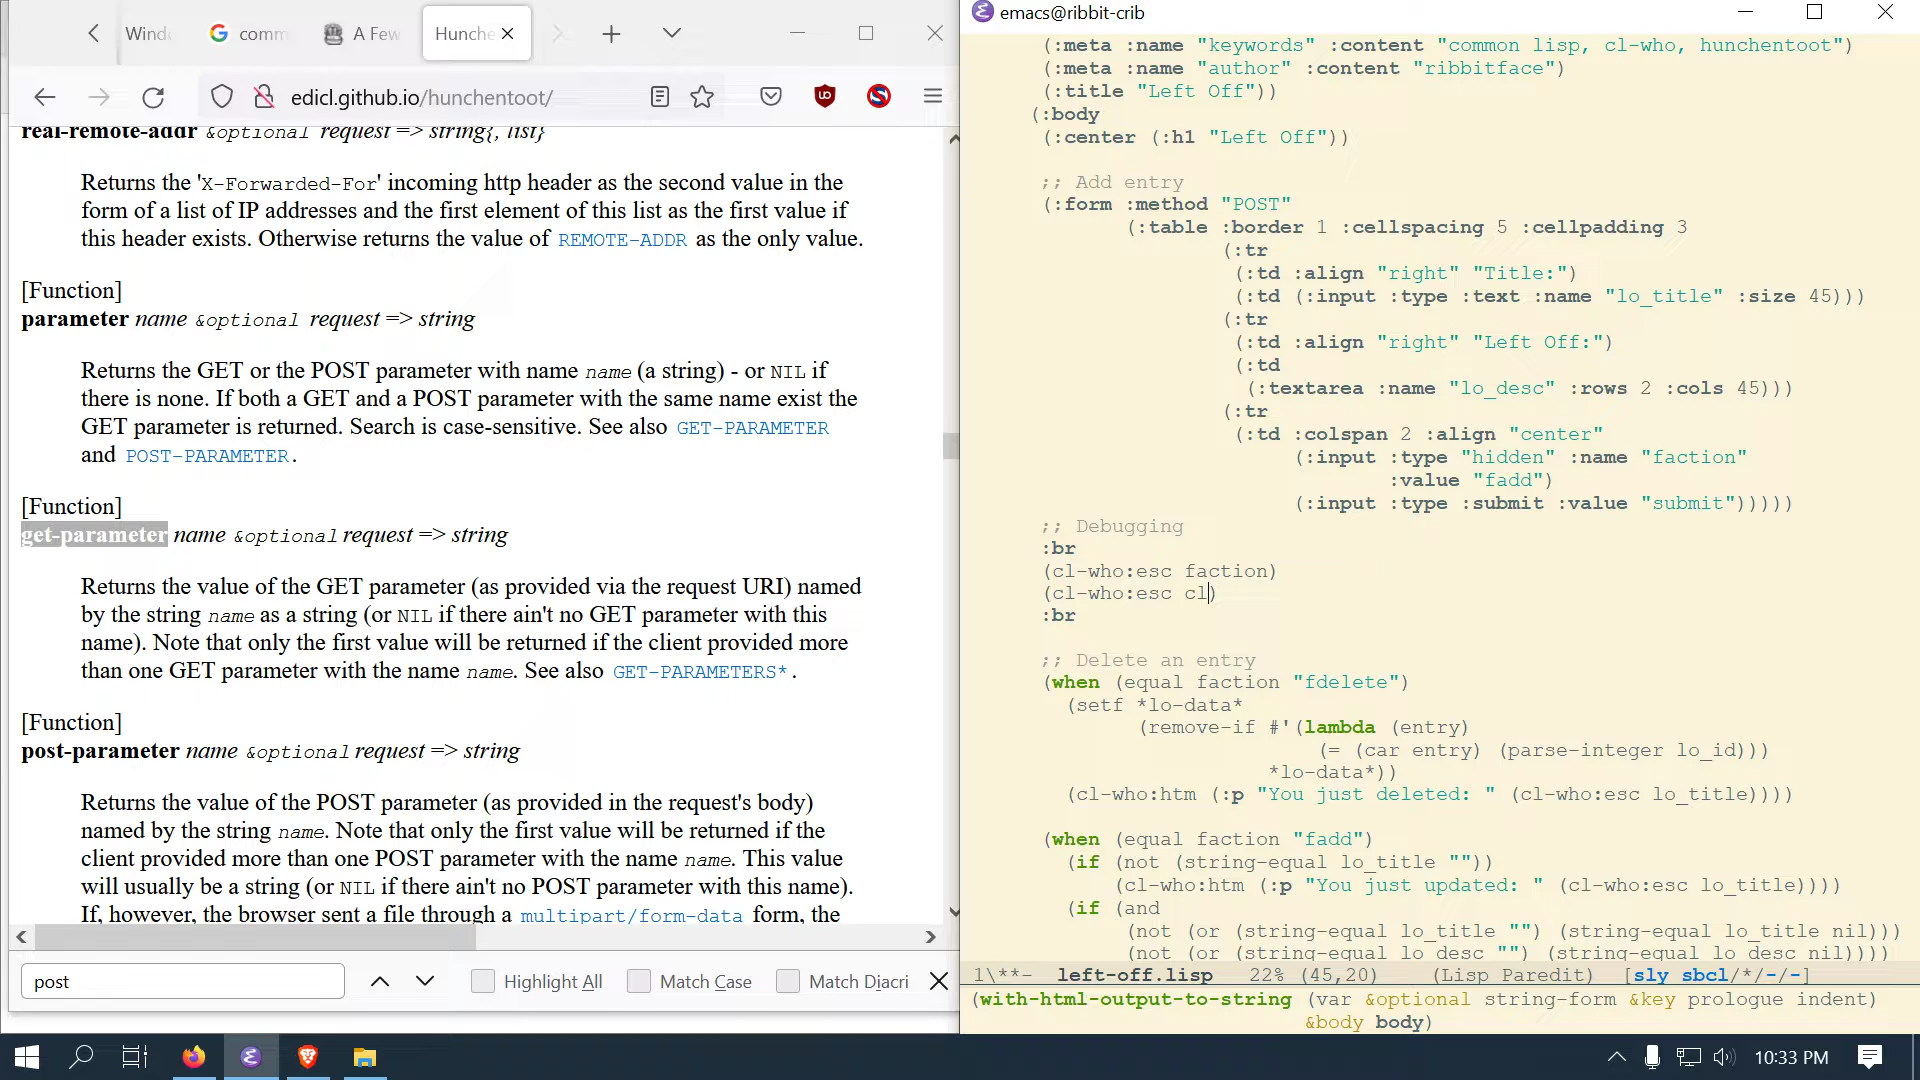 Wind
comm
A Few
Hunche
edicl.github.io/hunchentoot/
real-remote-addr &optional request => string{, list}
Returns the 'X-Forwarded-For' incoming http header as the second value in the
form of a list of IP addresses and the first element of this list as the first value if
this header exists. Otherwise returns the value of REMOTE-ADDR as the only value.
[Function]
parameter name &optional request => string
Returns the GET or the POST parameter with name name (a string) - or NIL if
there is none. If both a GET and a POST parameter with the same name exist the
GET parameter is returned. Search is case-sensitive. See also GET-PARAMETER
and POST-PARAMETER.
[Function]
get-parameter name &optional request => string
Returns the value of the GET parameter (as provided via the request URI) named
by the string name as a string (or NIL if there ain't no GET parameter with this
name). Note that only the first value will be returned if the client provided more
than one GET parameter with the name name. See also GET-PARAMETERS*.
[Function]
post-parameter name &optional request => string
Returns the value of the POST parameter (as provided in the request's body)
named by the string name. Note that only the first value will be returned if the
client provided more than one POST parameter with the name name. This value
will usually be a string (or NIL if there ain't no POST parameter with this name).
If, however, the browser sent a file through a multipart/form-data form, the
post
Highlight All
Match Case
Match Diacri
emacs@ribbit-crib
(:meta :name "keywords" :content "common lisp, cl-who, hunchentoot")
(:meta :name "author" :content "ribbitface")
(:title "Left Off"))
(:body
(:center (:h1 "Left Off"))
;; Add entry
(:form :method "POST"
(:table :border 1 :cellspacing 5 :cellpadding 3
(:tr
(:td :align "right" "Title:")
(:td (:input :type :text :name "lo_title" :size 45)))
(:tr
(:td :align "right" "Left Off:")
(:td
(:textarea :name "lo_desc" :rows 2 :cols 45)))
(:tr
(:td :colspan 2 :align "center"
(:input :type "hidden" :name "faction"
:value "fadd")
(:input :type :submit :value "submit")))))
;; Debugging
:br
(cl-who:esc faction)
(cl-who:esc cl)
:br
;; Delete an entry
(when (equal faction "fdelete")
(setf *lo-data*
(remove-if #'(lambda (entry)
(= (car entry) (parse-integer lo_id)))
*lo-data*))
(cl-who:htm (:p "You just deleted: " (cl-who:esc lo_title))))
(when (equal faction "fadd")
(if (not (string-equal lo_title ""))
(cl-who:htm (:p "You just updated: " (cl-who:esc lo_title))))
(if (and
(not (or (string-equal lo_title "") (string-equal lo_title nil)))
(not (or (string-equal lo_desc "") (string-equal lo_desc nil))))
1\**- left-off.lisp 22% (45,20) (Lisp Paredit) [sly sbcl/*/-/-]
(with-html-output-to-string (var &optional string-form &key prologue indent)
&body body)
10:33 PM